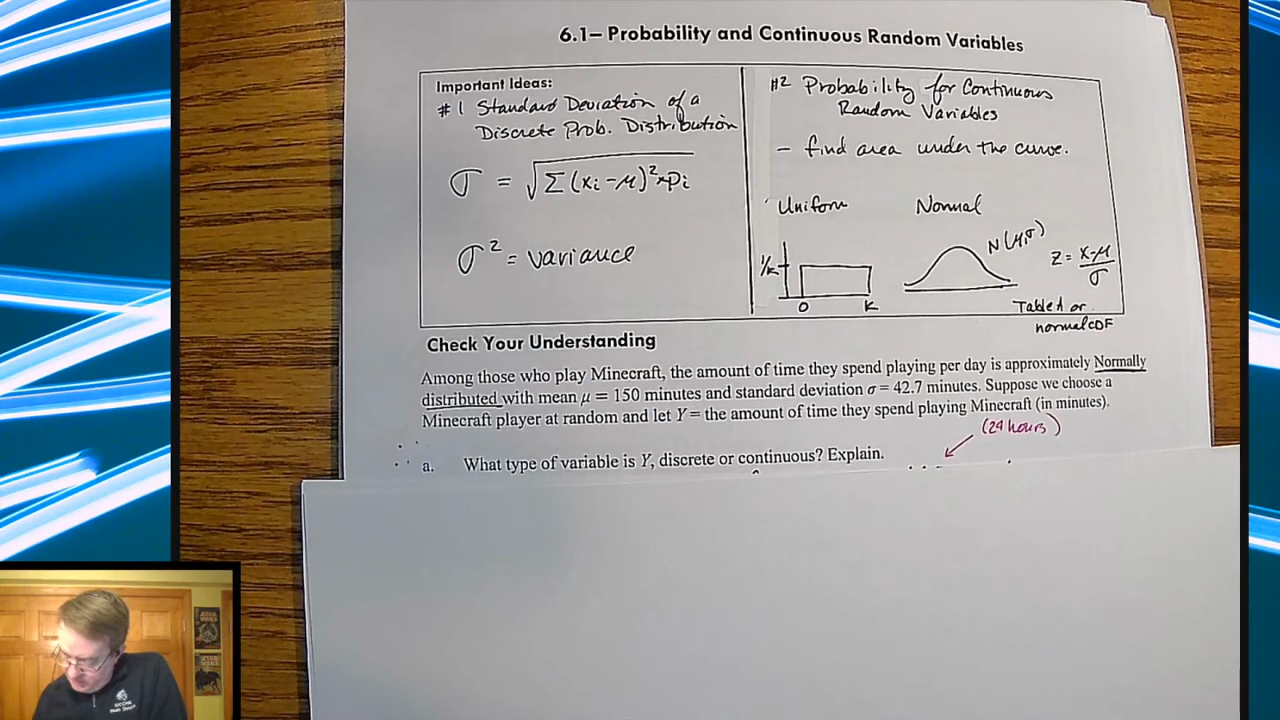 6.1– Probability and Continuous Random Variables
Important Ideas:
#1 Standard Deviation of a
Discrete Prob. Distribution
σ = √Σ(xi-μ)²*pi
σ² = variance
#2 Probability for Continuous
Random Variables
- find area under the curve.
Uniform
Normal
1/k
0
k
N(μ,σ)
z = x-μ
σ
Table A or
normalCDF
Check Your Understanding
Among those who play Minecraft, the amount of time they spend playing per day is approximately Normally
distributed with mean μ = 150 minutes and standard deviation σ = 42.7 minutes. Suppose we choose a
Minecraft player at random and let Y = the amount of time they spend playing Minecraft (in minutes).
(24 hours)
a. What type of variable is Y, discrete or continuous? Explain.
STAR
WARS
STAR
WARS